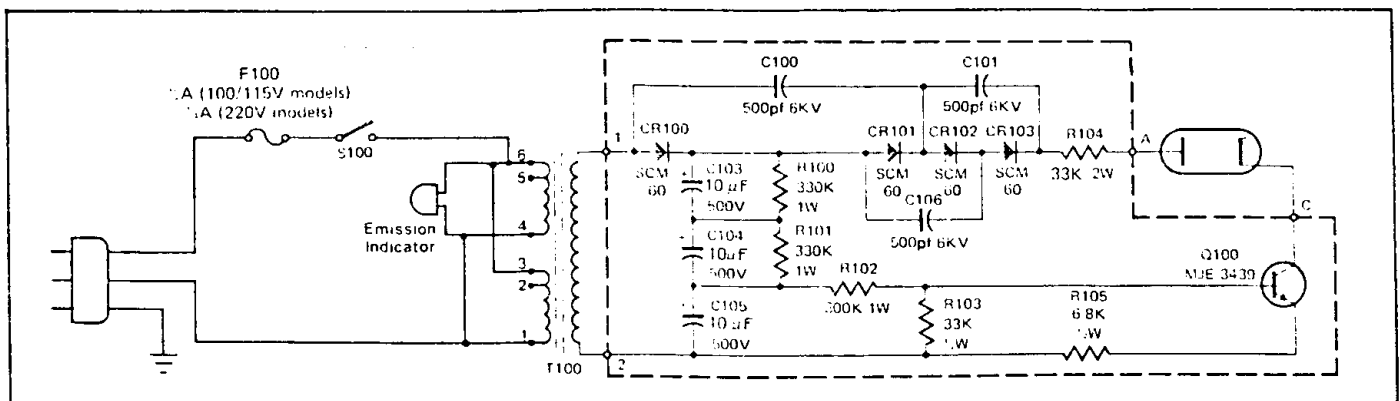 F100
(100/115V models)
(220V models)
S100
6
5
4
3
2
1
Emission
Indicator
T100
1
2
C100
500pf 6KV
C101
500pf 6KV
CR100
SCM
60
CR101
SCM
60
CR102
SCM
60
CR103
SCM
60
C106
500pf 6KV
R104
33K 2W
A
C
C103
10 µF
500V
R100
330K
1W
C104
10µF
500V
R101
330K
1W
R102
300K 1W
C105
10 µF
500V
R103
33K
R105
6.8K
Q100
MJE 3439